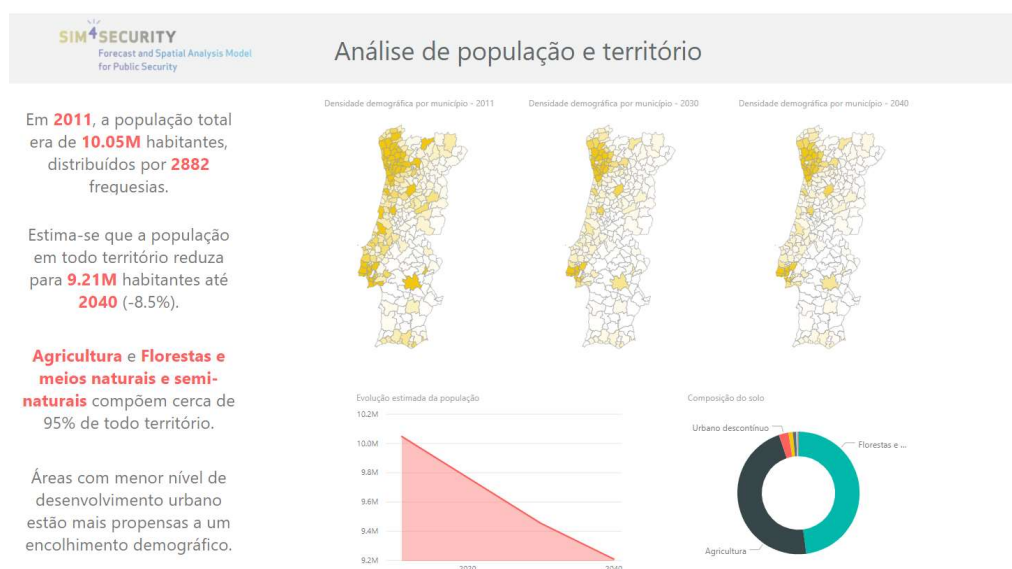 SIM4SECURITY
Forecast and Spatial Analysis Model
for Public Security
Análise de população e território
Em 2011, a população total
era de 10.05M habitantes,
distribuídos por 2882
freguesias.
Estima-se que a população
em todo território reduza
para 9.21M habitantes até
2040 (-8.5%).
Agricultura e Florestas e
meios naturais e semi-
naturais compõem cerca de
95% de todo território.
Áreas com menor nível de
desenvolvimento urbano
estão mais propensas a um
encolhimento demográfico.
Densidade demográfica por município - 2011
Densidade demográfica por município - 2030
Densidade demográfica por município - 2040
Evolução estimada da população
10.2M
10.0M
9.8M
9.6M
9.4M
9.2M
2020
2040
Composição do solo
Urbano descontínuo
Florestas e ...
Agricultura